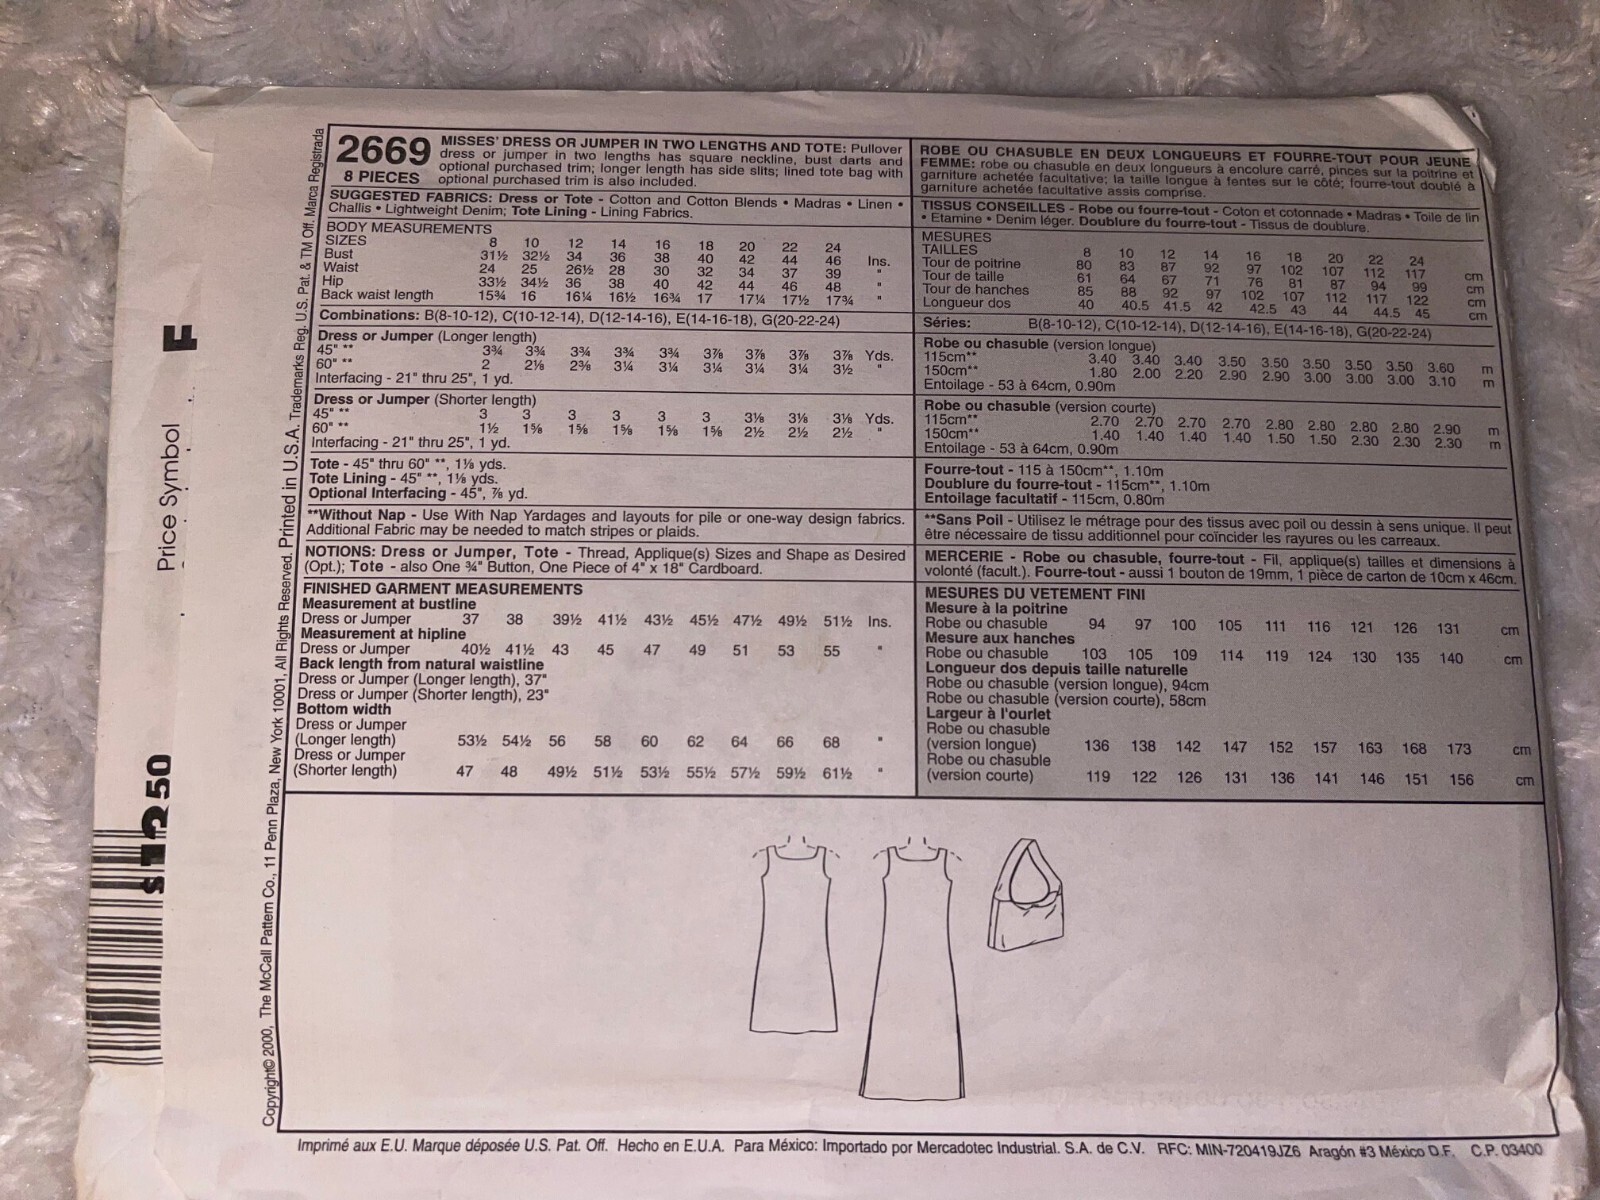 2669
8 PIECES
MISSES' DRESS OR JUMPER IN TWO LENGTHS AND TOTE: Pullover
dress or jumper in two lengths has square neckline, bust darts and
optional purchased trim; longer length has side slits; lined tote bag with
optional purchased trim is also included.
SUGGESTED FABRICS: Dress or Tote - Cotton and Cotton Blends • Madras • Linen •
Challis • Lightweight Denim; Tote Lining - Lining Fabrics.
BODY MEASUREMENTS
SIZES 8 10 12 14 16 18 20 22 24
Bust 31½ 32½ 34 36 38 40 42 44 46 Ins.
Waist 24 25 26½ 28 30 32 34 37 39 "
Hip 33½ 34½ 36 38 40 42 44 46 48 "
Back waist length 15¾ 16 16¼ 16½ 16¾ 17 17¼ 17½ 17¾ "
Combinations: B(8-10-12), C(10-12-14), D(12-14-16), E(14-16-18), G(20-22-24)
Dress or Jumper (Longer length)
45" ** 3¾ 3¾ 3¾ 3¾ 3¾ 3⅞ 3⅞ 3⅞ 3⅞ Yds.
60" ** 2 2⅛ 2⅜ 3¼ 3¼ 3¼ 3¼ 3¼ 3½ "
Interfacing - 21" thru 25", 1 yd.
Dress or Jumper (Shorter length)
45" ** 3 3 3 3 3 3 3⅛ 3⅛ 3⅛ Yds.
60" ** 1½ 1⅝ 1⅝ 1⅝ 1⅝ 1⅝ 2½ 2½ 2½ "
Interfacing - 21" thru 25", 1 yd.
Tote - 45" thru 60" **, 1⅛ yds.
Tote Lining - 45" **, 1⅛ yds.
Optional Interfacing - 45", ⅞ yd.
**Without Nap - Use With Nap Yardages and layouts for pile or one-way design fabrics.
Additional Fabric may be needed to match stripes or plaids.
NOTIONS: Dress or Jumper, Tote - Thread, Applique(s) Sizes and Shape as Desired
(Opt.); Tote - also One ¾" Button, One Piece of 4" x 18" Cardboard.
FINISHED GARMENT MEASUREMENTS
Measurement at bustline
Dress or Jumper 37 38 39½ 41½ 43½ 45½ 47½ 49½ 51½ Ins.
Measurement at hipline
Dress or Jumper 40½ 41½ 43 45 47 49 51 53 55 "
Back length from natural waistline
Dress or Jumper (Longer length), 37"
Dress or Jumper (Shorter length), 23"
Bottom width
Dress or Jumper
(Longer length) 53½ 54½ 56 58 60 62 64 66 68 "
Dress or Jumper
(Shorter length) 47 48 49½ 51½ 53½ 55½ 57½ 59½ 61½ "
ROBE OU CHASUBLE EN DEUX LONGUEURS ET FOURRE-TOUT POUR JEUNE
FEMME: robe ou chasuble en deux longueurs à encolure carré, pinces sur la poitrine et
garniture achetée facultative; la taille longue à fentes sur le côté; fourre-tout doublé à
garniture achetée facultative assis comprise.
TISSUS CONSEILLES - Robe ou fourre-tout - Coton et cotonnade • Madras • Toile de lin
• Etamine • Denim léger. Doublure du fourre-tout - Tissus de doublure.
MESURES
TAILLES 8 10 12 14 16 18 20 22 24
Tour de poitrine 80 83 87 92 97 102 107 112 117 cm
Tour de taille 61 64 67 71 76 81 87 94 99 cm
Tour de hanches 85 88 92 97 102 107 112 117 122 cm
Longueur dos 40 40.5 41.5 42 42.5 43 44 44.5 45 cm
Séries: B(8-10-12), C(10-12-14), D(12-14-16), E(14-16-18), G(20-22-24)
Robe ou chasuble (version longue)
115cm** 3.40 3.40 3.40 3.50 3.50 3.50 3.50 3.50 3.60 m
150cm** 1.80 2.00 2.20 2.90 2.90 3.00 3.00 3.00 3.10 m
Entoilage - 53 à 64cm, 0.90m
Robe ou chasuble (version courte)
115cm** 2.70 2.70 2.70 2.70 2.80 2.80 2.80 2.80 2.90 m
150cm** 1.40 1.40 1.40 1.40 1.50 1.50 2.30 2.30 2.30 m
Entoilage - 53 à 64cm, 0.90m
Fourre-tout - 115 à 150cm**, 1.10m
Doublure du fourre-tout - 115cm**, 1.10m
Entoilage facultatif - 115cm, 0.80m
**Sans Poil - Utilisez le métrage pour des tissus avec poil ou dessin à sens unique. Il peut
être nécessaire de tissu additionnel pour coïncider les rayures ou les carreaux.
MERCERIE - Robe ou chasuble, fourre-tout - Fil, applique(s) tailles et dimensions à
volonté (facult.). Fourre-tout - aussi 1 bouton de 19mm, 1 pièce de carton de 10cm x 46cm.
MESURES DU VETEMENT FINI
Mesure à la poitrine
Robe ou chasuble 94 97 100 105 111 116 121 126 131 cm
Mesure aux hanches
Robe ou chasuble 103 105 109 114 119 124 130 135 140 cm
Longueur dos depuis taille naturelle
Robe ou chasuble (version longue), 94cm
Robe ou chasuble (version courte), 58cm
Largeur à l'ourlet
Robe ou chasuble
(version longue) 136 138 142 147 152 157 163 168 173 cm
Robe ou chasuble
(version courte) 119 122 126 131 136 141 146 151 156 cm
Copyright© 2000, The McCall Pattern Co., 11 Penn Plaza, New York 10001, All Rights Reserved. Printed in U.S.A. Trademarks Reg. U.S. Pat. & TM Off. Marca Registrada
Price Symbol F
50
Imprimé aux E.U. Marque déposée U.S. Pat. Off. Hecho en E.U.A. Para México: Importado por Mercadotec Industrial. S.A. de C.V. RFC: MIN-720419JZ6 Aragón #3 México D.F. C.P. 03400